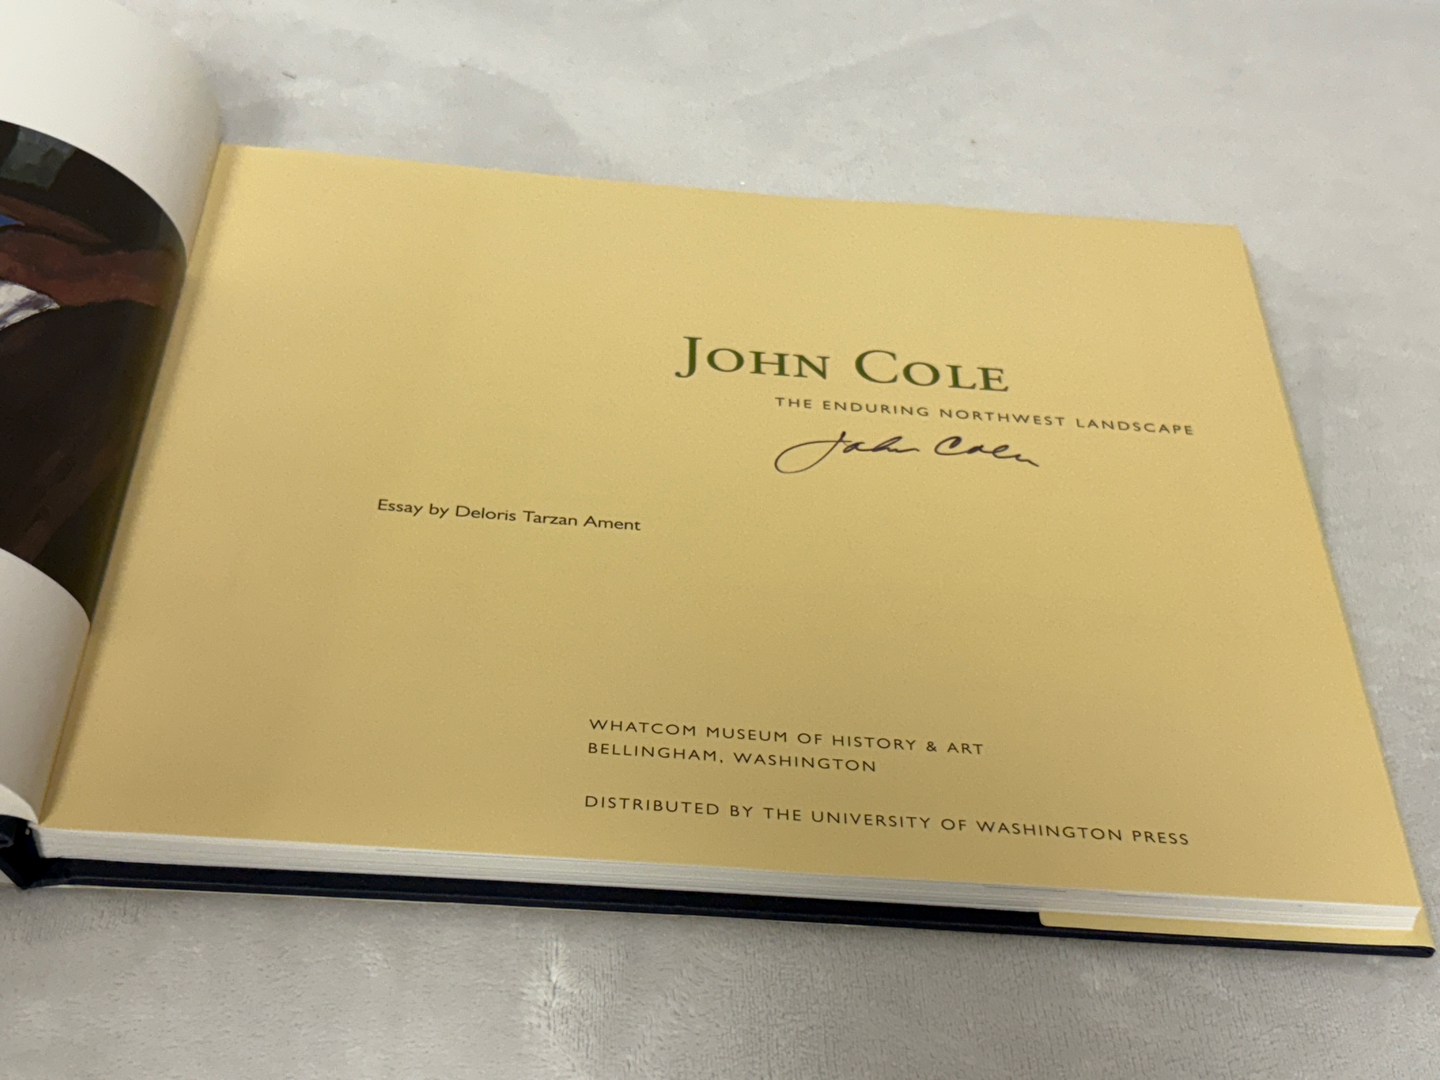 JOHN COLE
THE ENDURING NORTHWEST LANDSCAPE
John Cole
Essay by Deloris Tarzan Ament
WHATCOM MUSEUM OF HISTORY & ART
BELLINGHAM, WASHINGTON
DISTRIBUTED BY THE UNIVERSITY OF WASHINGTON PRESS